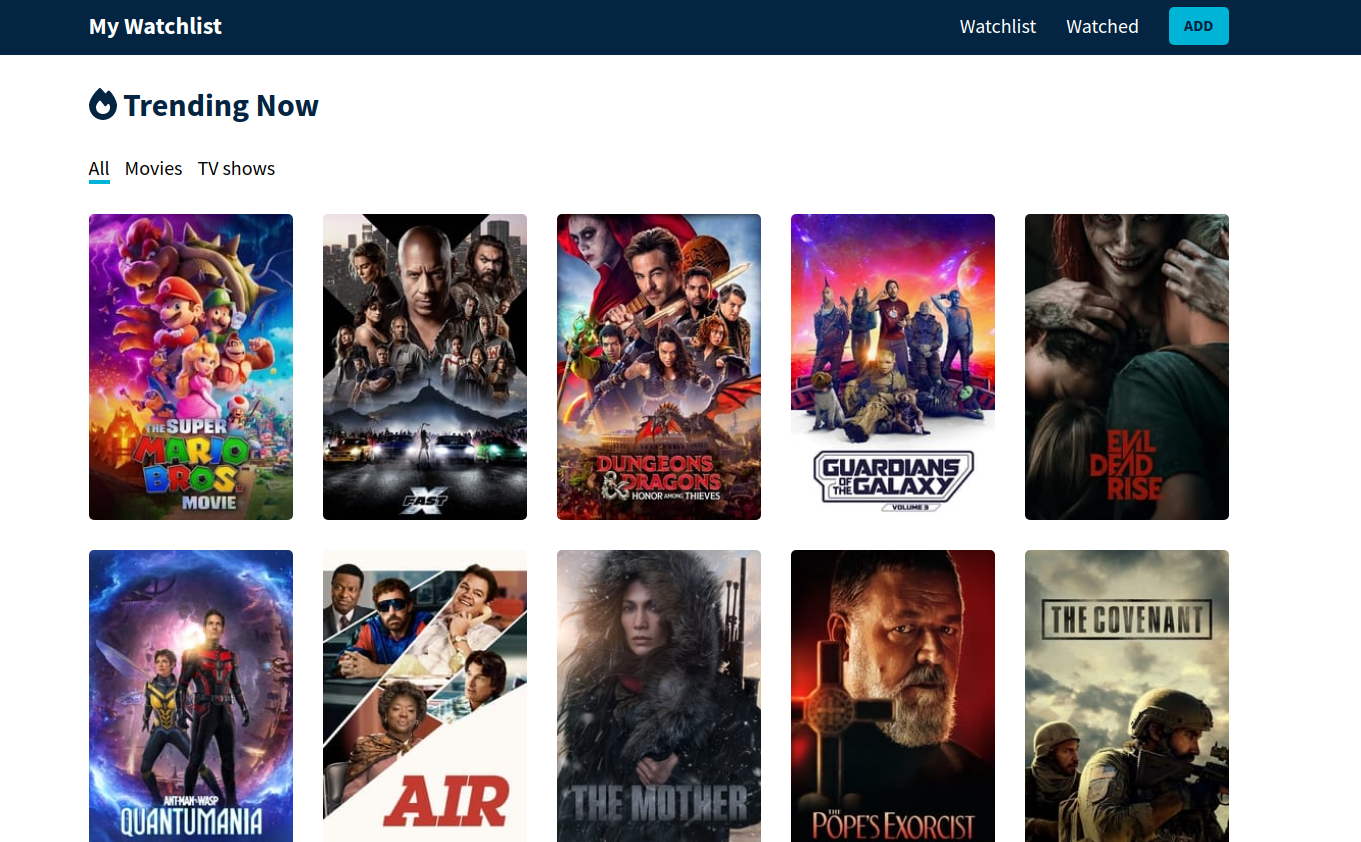 My Watchlist
Watchlist
Watched
ADD
Trending Now
All
Movies
TV shows
THE SUPER
MARIO
BROS.
MOVIE
FAST X
DUNGEONS
& DRAGONS
HONOR AMONG THIEVES
GUARDIANS
OF THE GALAXY
VOLUME 3
EVIL
DEAD
RISE
ANT-MAN AND THE WASP
QUANTUMANIA
AIR
THE MOTHER
THE
POPE'S EXORCIST
THE COVENANT